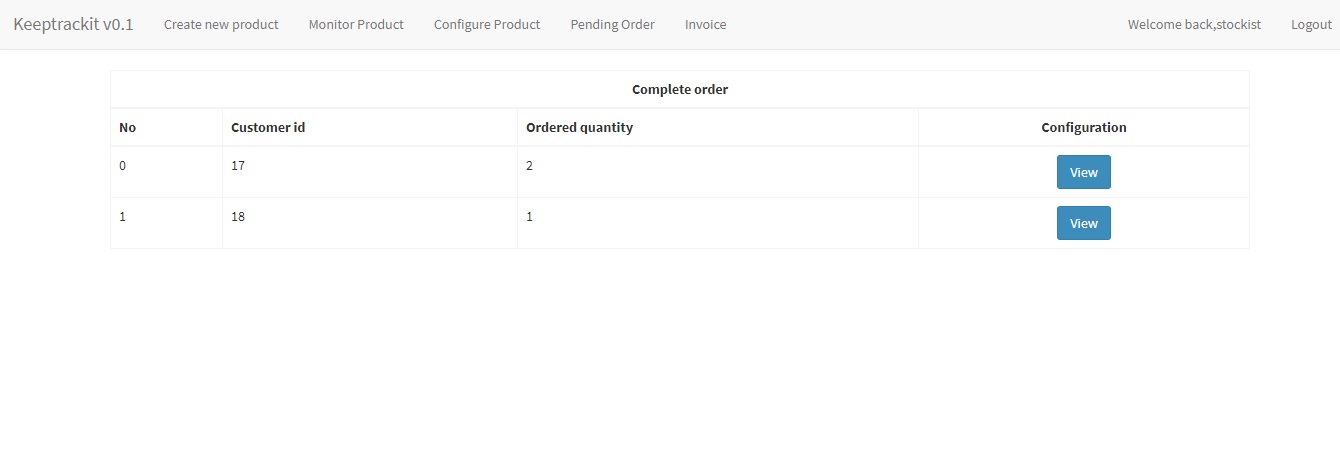 Keeptrackit v0.1 Create new product Monitor Product Configure Product Pending Order Invoice Welcome back,stockist Logout
Complete order
No Customer id Ordered quantity Configuration
0 17 2 View
1 18 1 View